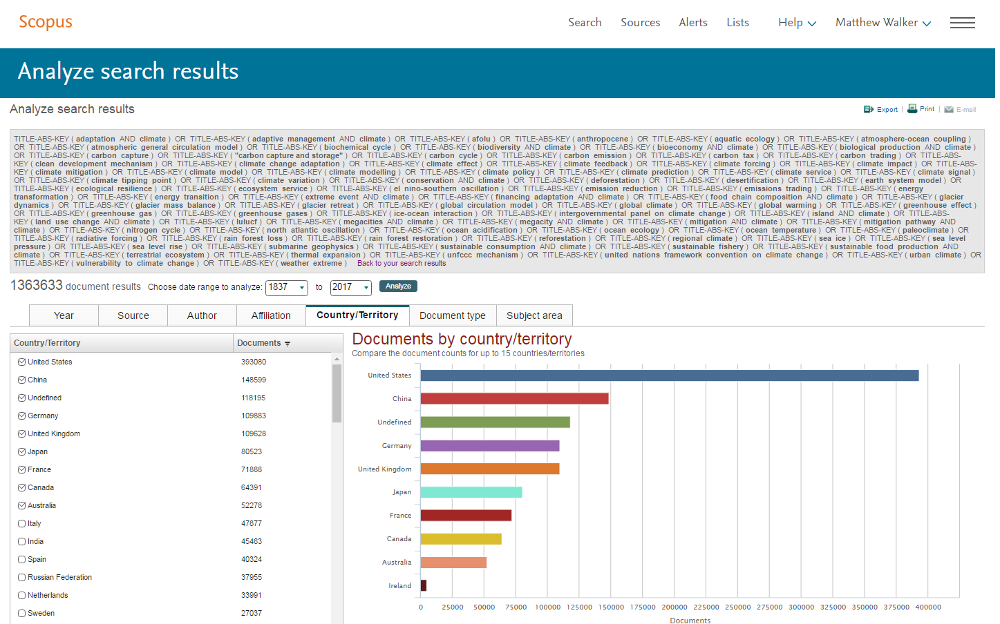 Scopus
Search Sources Alerts Lists Help Matthew Walker
Analyze search results
Analyze search results
Export | Print | E-mail
TITLE-ABS-KEY ( adaptation AND climate ) OR TITLE-ABS-KEY ( adaptive management AND climate ) OR TITLE-ABS-KEY ( afolu ) OR TITLE-ABS-KEY ( anthropocene ) OR TITLE-ABS-KEY ( aquatic ecology ) OR TITLE-ABS-KEY ( atmosphere-ocean coupling )
OR TITLE-ABS-KEY ( atmospheric general circulation model ) OR TITLE-ABS-KEY ( biochemical cycle ) OR TITLE-ABS-KEY ( biodiversity AND climate ) OR TITLE-ABS-KEY ( bioeconomy AND climate ) OR TITLE-ABS-KEY ( biological production AND climate )
OR TITLE-ABS-KEY ( carbon capture ) OR TITLE-ABS-KEY ( "carbon capture and storage" ) OR TITLE-ABS-KEY ( carbon cycle ) OR TITLE-ABS-KEY ( carbon emission ) OR TITLE-ABS-KEY ( carbon tax ) OR TITLE-ABS-KEY ( carbon trading ) OR TITLE-ABS-
KEY ( clean development mechanism ) OR TITLE-ABS-KEY ( climate change adaptation ) OR TITLE-ABS-KEY ( climate effect ) OR TITLE-ABS-KEY ( climate feedback ) OR TITLE-ABS-KEY ( climate forcing ) OR TITLE-ABS-KEY ( climate impact ) OR TITLE-ABS-
KEY ( climate mitigation ) OR TITLE-ABS-KEY ( climate model ) OR TITLE-ABS-KEY ( climate modelling ) OR TITLE-ABS-KEY ( climate policy ) OR TITLE-ABS-KEY ( climate prediction ) OR TITLE-ABS-KEY ( climate service ) OR TITLE-ABS-KEY ( climate signal )
OR TITLE-ABS-KEY ( climate tipping point ) OR TITLE-ABS-KEY ( climate variation ) OR TITLE-ABS-KEY ( conservation AND climate ) OR TITLE-ABS-KEY ( deforestation ) OR TITLE-ABS-KEY ( desertification ) OR TITLE-ABS-KEY ( earth system model ) OR
TITLE-ABS-KEY ( ecological resilience ) OR TITLE-ABS-KEY ( ecosystem service ) OR TITLE-ABS-KEY ( el nino-southern oscillation ) OR TITLE-ABS-KEY ( emission reduction ) OR TITLE-ABS-KEY ( emissions trading ) OR TITLE-ABS-KEY ( energy
transformation ) OR TITLE-ABS-KEY ( energy transition ) OR TITLE-ABS-KEY ( extreme event AND climate ) OR TITLE-ABS-KEY ( financing adaptation AND climate ) OR TITLE-ABS-KEY ( food chain composition AND climate ) OR TITLE-ABS-KEY ( glacier
dynamics ) OR TITLE-ABS-KEY ( glacier mass balance ) OR TITLE-ABS-KEY ( glacier retreat ) OR TITLE-ABS-KEY ( global circulation model ) OR TITLE-ABS-KEY ( global climate ) OR TITLE-ABS-KEY ( global warming ) OR TITLE-ABS-KEY ( greenhouse effect )
OR TITLE-ABS-KEY ( greenhouse gas ) OR TITLE-ABS-KEY ( greenhouse gases ) OR TITLE-ABS-KEY ( ice-ocean interaction ) OR TITLE-ABS-KEY ( intergovernmental panel on climate change ) OR TITLE-ABS-KEY ( island AND climate ) OR TITLE-ABS-
KEY ( land use change AND climate ) OR TITLE-ABS-KEY ( lulucf ) OR TITLE-ABS-KEY ( megacities AND climate ) OR TITLE-ABS-KEY ( megacity AND climate ) OR TITLE-ABS-KEY ( mitigation AND climate ) OR TITLE-ABS-KEY ( mitigation pathway AND
climate ) OR TITLE-ABS-KEY ( nitrogen cycle ) OR TITLE-ABS-KEY ( north atlantic oscillation ) OR TITLE-ABS-KEY ( ocean acidification ) OR TITLE-ABS-KEY ( ocean ecology ) OR TITLE-ABS-KEY ( ocean temperature ) OR TITLE-ABS-KEY ( paleoclimate ) OR
TITLE-ABS-KEY ( radiative forcing ) OR TITLE-ABS-KEY ( rain forest loss ) OR TITLE-ABS-KEY ( rain forest restoration ) OR TITLE-ABS-KEY ( reforestation ) OR TITLE-ABS-KEY ( regional climate ) OR TITLE-ABS-KEY ( sea ice ) OR TITLE-ABS-KEY ( sea level
pressure ) OR TITLE-ABS-KEY ( sea level rise ) OR TITLE-ABS-KEY ( submarine geophysics ) OR TITLE-ABS-KEY ( sustainable consumption AND climate ) OR TITLE-ABS-KEY ( sustainable fishery ) OR TITLE-ABS-KEY ( sustainable food production AND
climate ) OR TITLE-ABS-KEY ( terrestrial ecosystem ) OR TITLE-ABS-KEY ( thermal expansion ) OR TITLE-ABS-KEY ( unfccc mechanism ) OR TITLE-ABS-KEY ( united nations framework convention on climate change ) OR TITLE-ABS-KEY ( urban climate ) OR
TITLE-ABS-KEY ( vulnerability to climate change ) OR TITLE-ABS-KEY ( weather extreme ) Back to your search results
1363633 document results Choose date range to analyze: 1837 to 2017 Analyze
Year Source Author Affiliation Country/Territory Document type Subject area
Country/Territory Documents
United States 393080
China 148599
Undefined 118195
Germany 109883
United Kingdom 109628
Japan 80523
France 71888
Canada 64391
Australia 52278
Italy 47877
India 45463
Spain 40324
Russian Federation 37955
Netherlands 33991
Sweden 27037
Documents by country/territory
Compare the document counts for up to 15 countries/territories
United States
China
Undefined
Germany
United Kingdom
Japan
France
Canada
Australia
Ireland
0 25000 50000 75000 100000 125000 150000 175000 200000 225000 250000 275000 300000 325000 350000 375000 400000
Documents